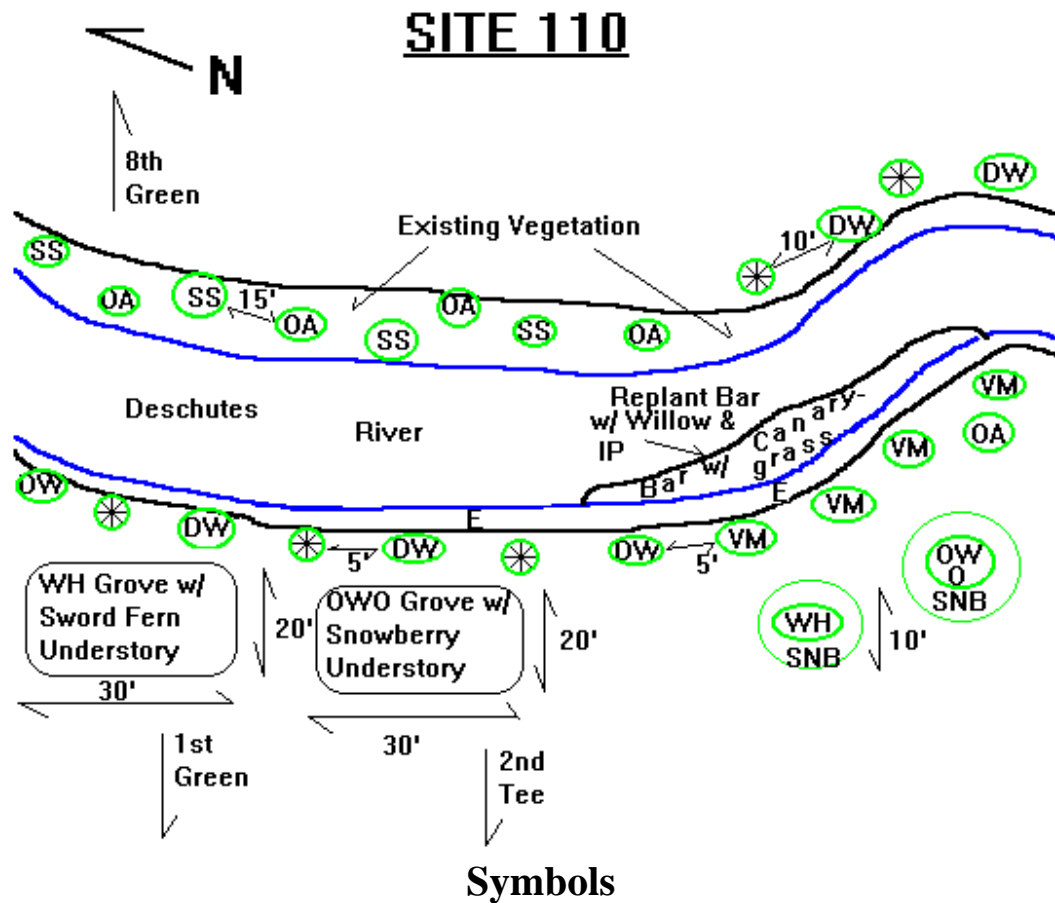 SITE 110
N
8th
Green
Existing Vegetation
DW
DW
10'
SS
OA
SS
15'
OA
SS
OA
SS
OA
Deschutes
River
Replant Bar
w/ Willow &
IP
Bar w/ Canary-
grass
E
E
VM
OA
VM
VM
VM
5'
DW
DW
5'
DW
OW
WH Grove w/
Sword Fern
Understory
20'
30'
OWO Grove w/
Snowberry
Understory
20'
30'
WH
SNB
10'
OW
O
SNB
1st
Green
2nd
Tee
Symbols